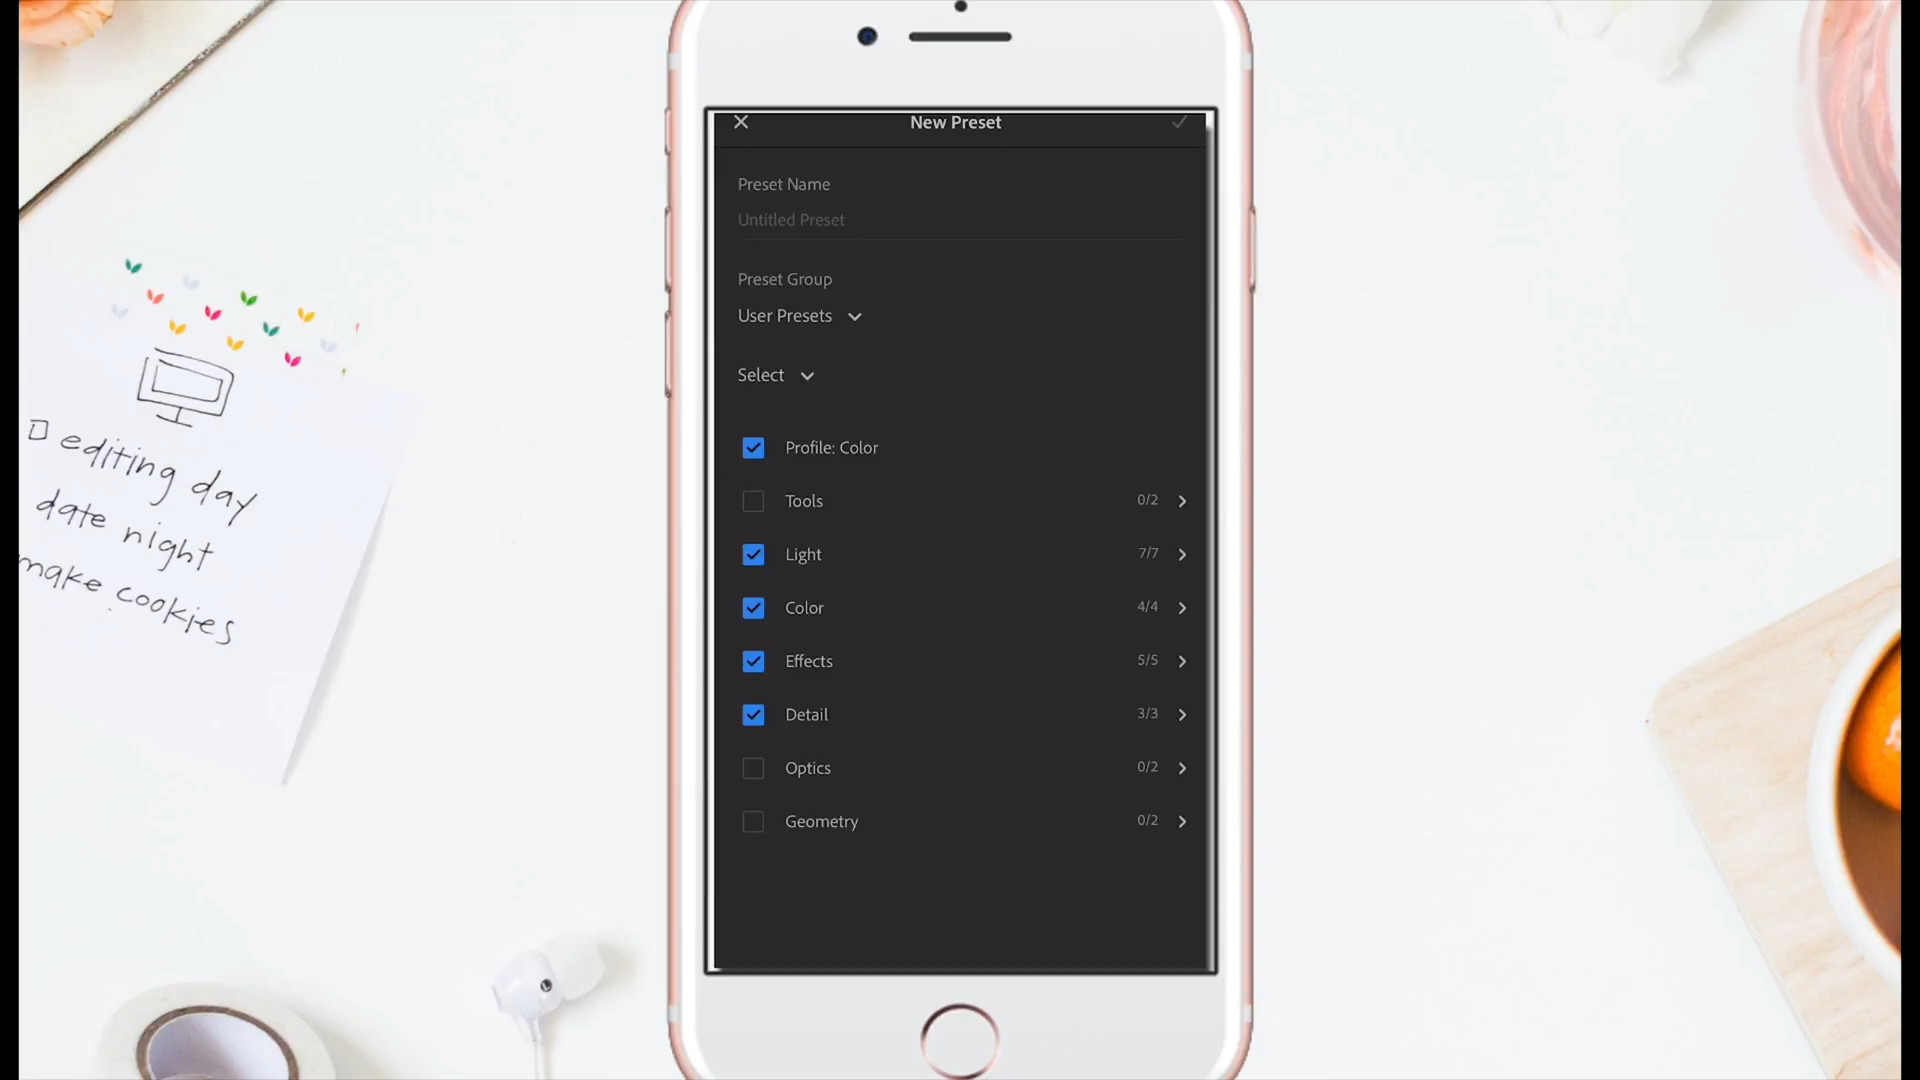 New Preset
Preset Name
Untitled Preset
Preset Group
User Presets
Select
Profile: Color
Tools 0/2
Light 7/7
Color 4/4
Effects 5/5
Detail 3/3
Optics 0/2
Geometry 0/2
editing day
date night
make cookies
L